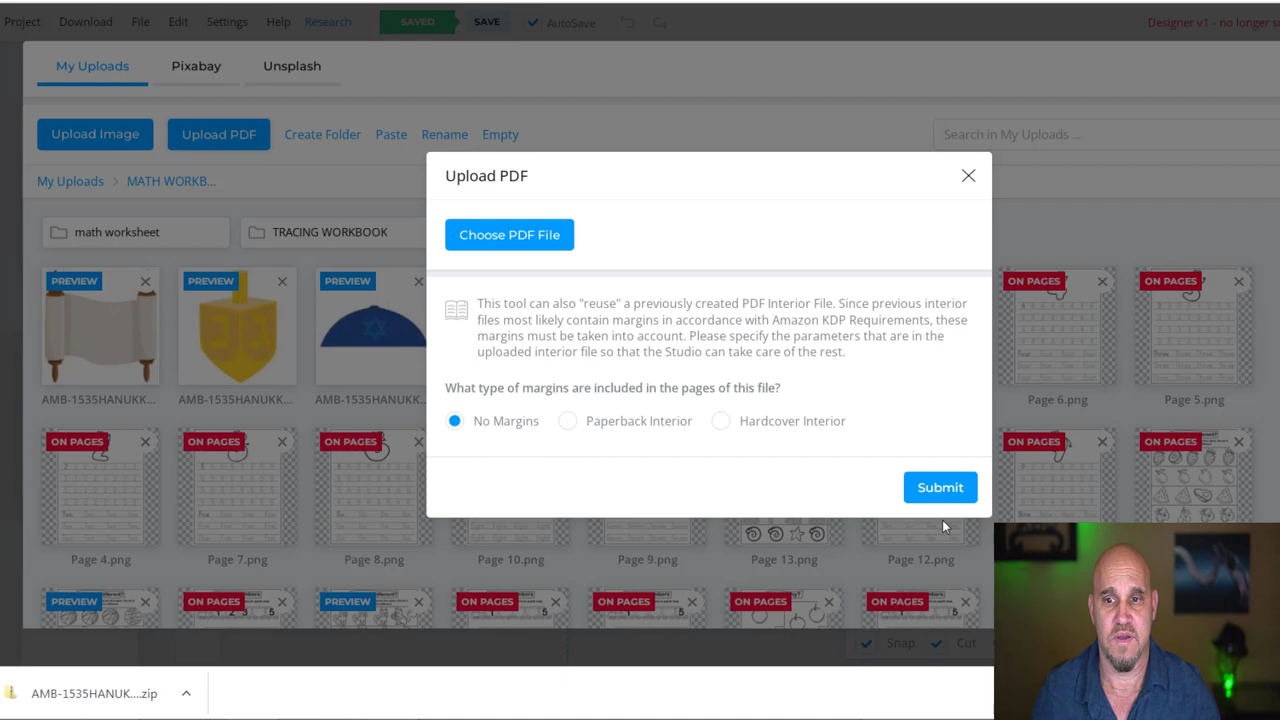 Project Download File Edit Settings Help Research SAVED SAVE AutoSave Designer v1 - no longer s
My Uploads Pixabay Unsplash
Upload Image Upload PDF Create Folder Paste Rename Empty Search in My Uploads ...
My Uploads > MATH WORKB...
math worksheet TRACING WORKBOOK
Upload PDF
Choose PDF File
This tool can also "reuse" a previously created PDF Interior File. Since previous interior
files most likely contain margins in accordance with Amazon KDP Requirements, these
margins must be taken into account. Please specify the parameters that are in the
uploaded interior file so that the Studio can take care of the rest.
What type of margins are included in the pages of this file?
No Margins Paperback Interior Hardcover Interior
Submit
PREVIEW PREVIEW PREVIEW ON PAGES ON PAGES
AMB-1535HANUKK... AMB-1535HANUKK... AMB-1535HANUKK... Page 6.png Page 5.png
ON PAGES ON PAGES ON PAGES ON PAGES ON PAGES
Page 4.png Page 7.png Page 8.png Page 10.png Page 9.png Page 13.png Page 12.png
PREVIEW ON PAGES PREVIEW ON PAGES ON PAGES ON PAGES ON PAGES
Snap Cut
AMB-1535HANUK....zip